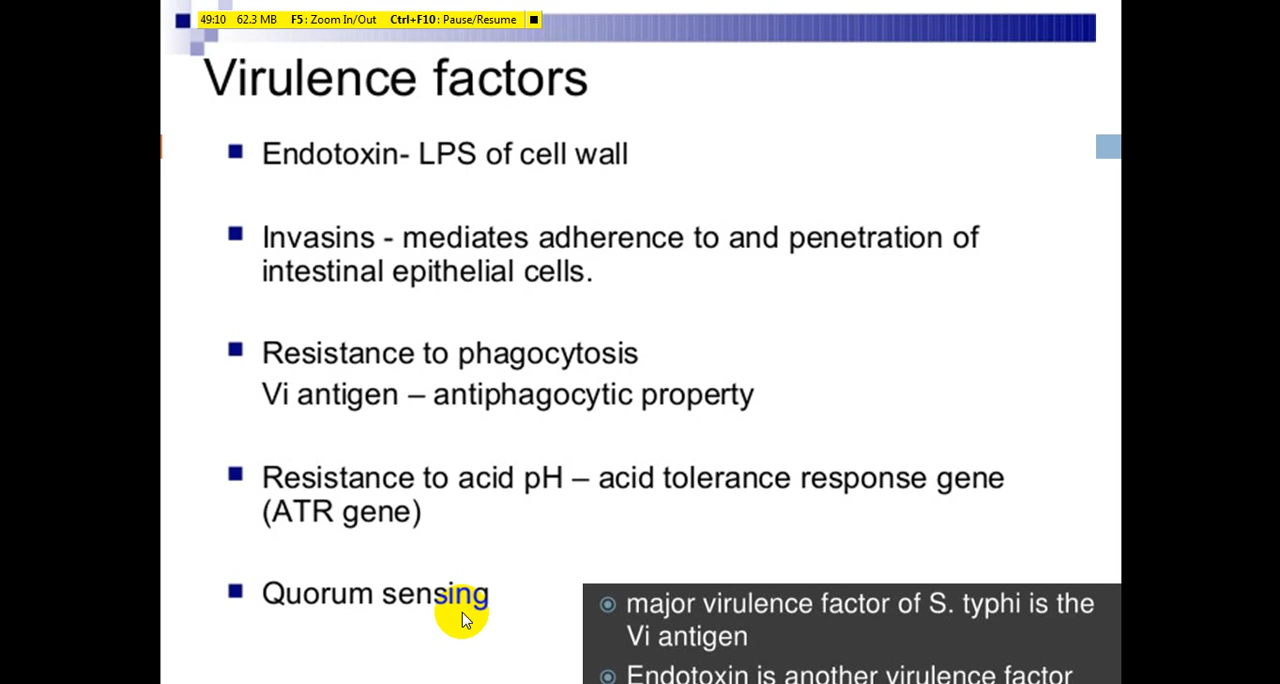 49:10 62.3 MB F5: Zoom In/Out Ctrl+F10: Pause/Resume
Virulence factors
Endotoxin- LPS of cell wall
Invasins - mediates adherence to and penetration of
intestinal epithelial cells.
Resistance to phagocytosis
Vi antigen – antiphagocytic property
Resistance to acid pH – acid tolerance response gene
(ATR gene)
Quorum sensing
major virulence factor of S. typhi is the
Vi antigen
Endotoxin is another virulence factor